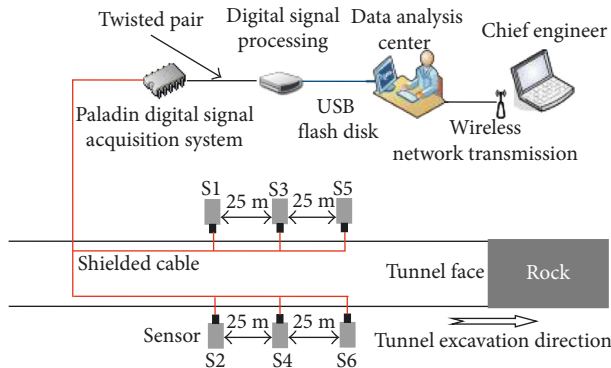 Twisted pair
Digital signal
processing
Data analysis
center
Chief engineer
Paladin digital signal
acquisition system
USB
flash disk
Wireless
network transmission
S1
S3
S5
25 m
25 m
Shielded cable
Tunnel face
Rock
Sensor
25 m
25 m
S2
S4
S6
Tunnel excavation direction